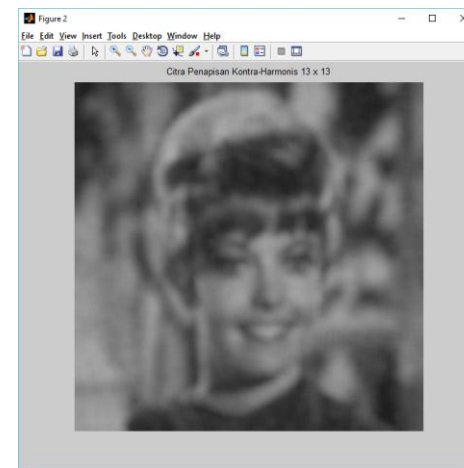 Figure 2
File Edit View Insert Tools Desktop Window Help
Citra Penapisan Kontra-Harmonis 13 x 13